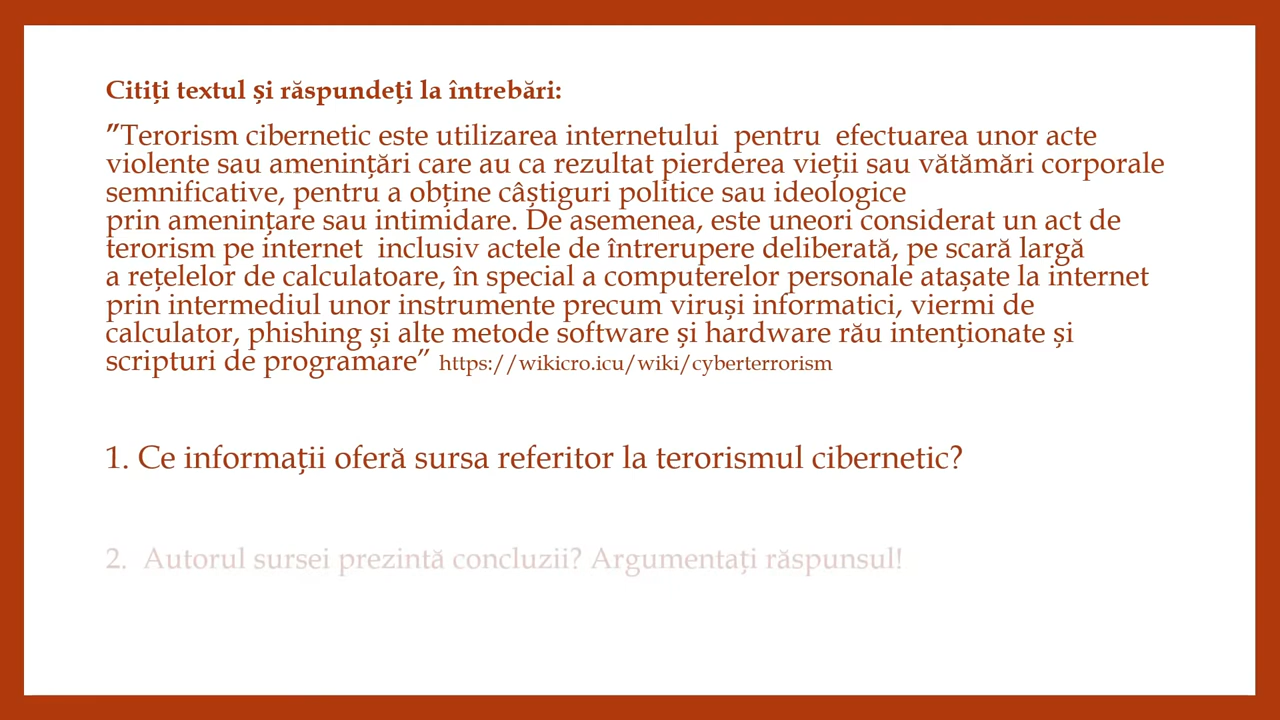 Citiți textul și răspundeți la întrebări:
”Terorism cibernetic este utilizarea internetului  pentru  efectuarea unor acte
violente sau amenințări care au ca rezultat pierderea vieții sau vătămări corporale
semnificative, pentru a obține câștiguri politice sau ideologice
prin amenințare sau intimidare. De asemenea, este uneori considerat un act de
terorism pe internet  inclusiv actele de întrerupere deliberată, pe scară largă
a rețelelor de calculatoare, în special a computerelor personale atașate la internet
prin intermediul unor instrumente precum viruși informatici, viermi de
calculator, phishing și alte metode software și hardware rău intenționate și
scripturi de programare” https://wikicro.icu/wiki/cyberterrorism
1. Ce informații oferă sursa referitor la terorismul cibernetic?
2.  Autorul sursei prezintă concluzii? Argumentați răspunsul!